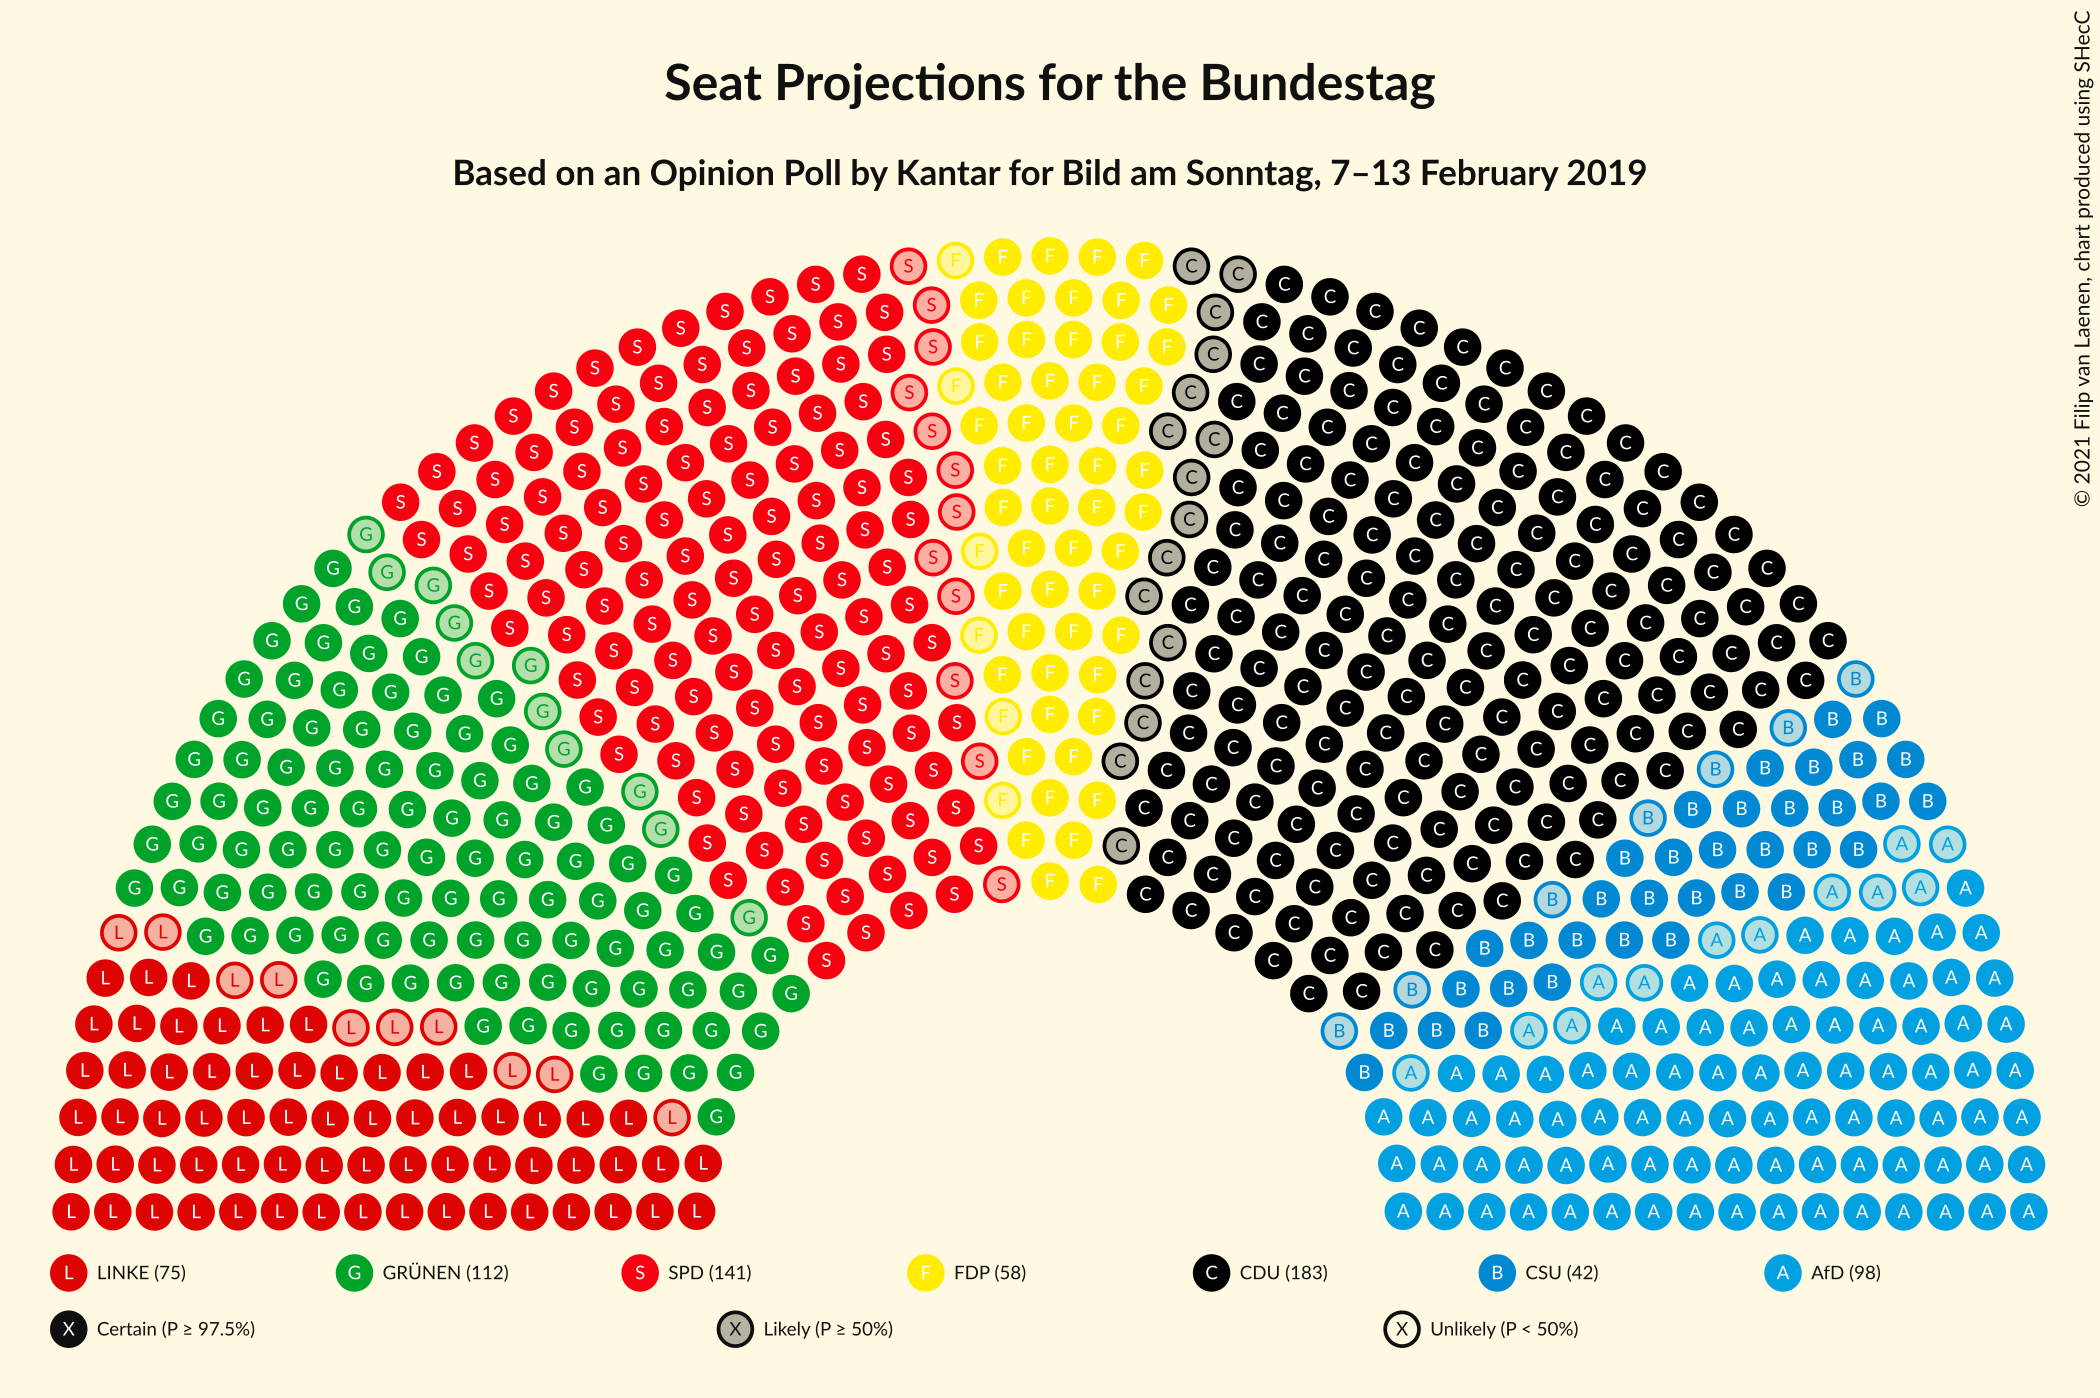 Seat Projections for the Bundestag
Based on an Opinion Poll by Kantar for Bild am Sonntag, 7–13 February 2019
© 2021 Filip van Laenen, chart produced using SHecC
L LINKE (75) G GRÜNEN (112) S SPD (141) F FDP (58) C CDU (183) B CSU (42) A AfD (98)
X Certain (P ≥ 97.5%) X Likely (P ≥ 50%) X Unlikely (P < 50%)